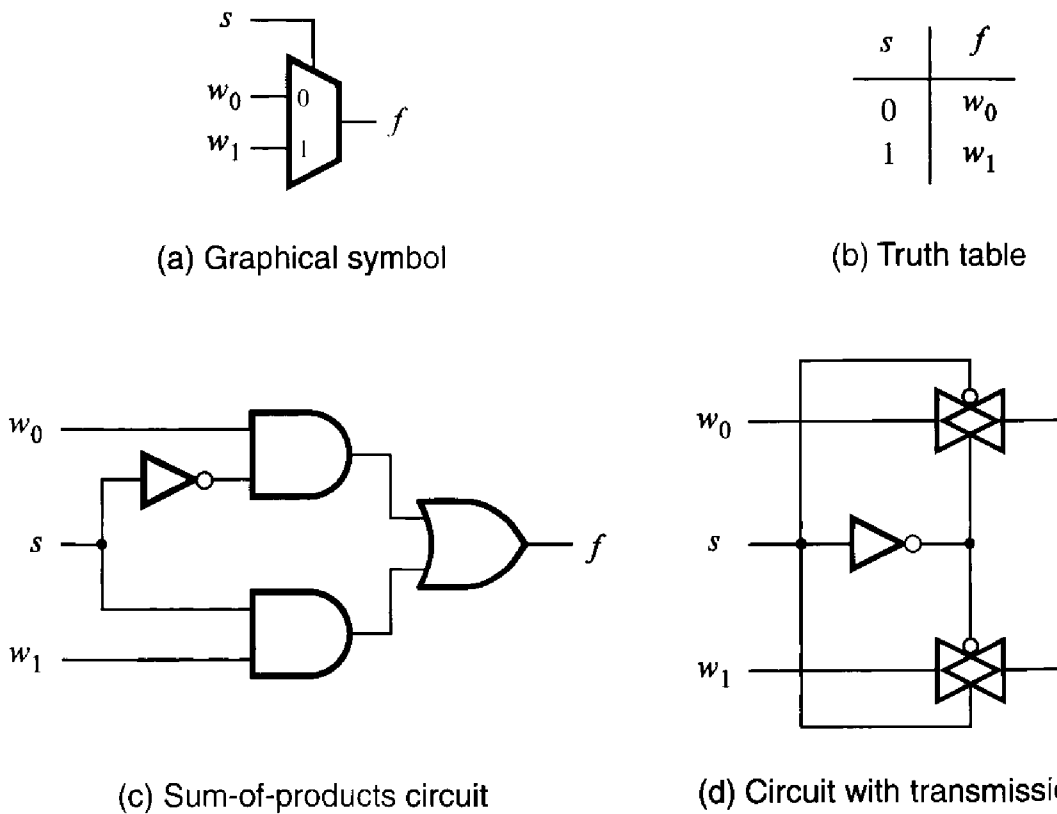 s
w0
0
w1
1
f
(a) Graphical symbol
s f
0 w0
1 w1
(b) Truth table
w0
s
w1
f
(c) Sum-of-products circuit
w0
s
w1
(d) Circuit with